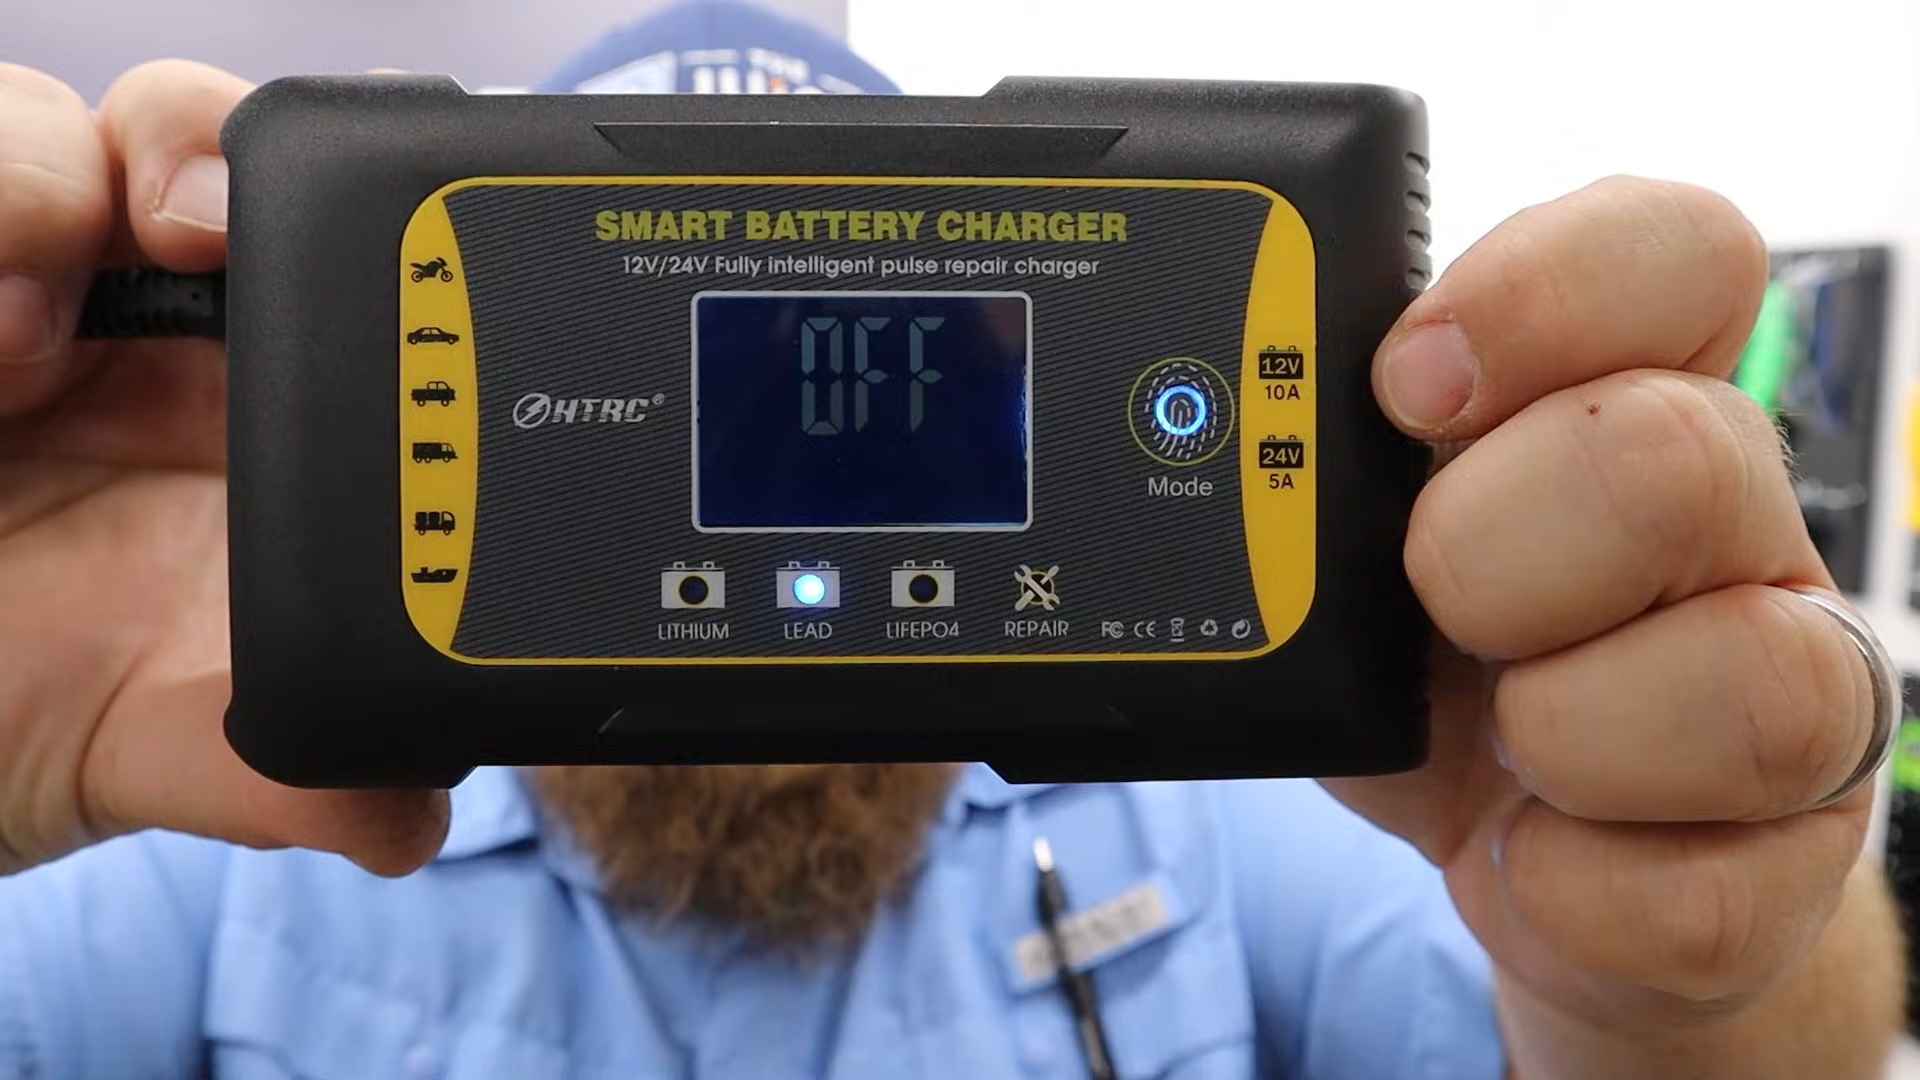 THE
SMART BATTERY CHARGER
12V/24V Fully intelligent pulse repair charger
OFF
HTRC®
Mode
12V
10A
24V
5A
LITHIUM
LEAD
LIFEPO4
REPAIR
FC CE